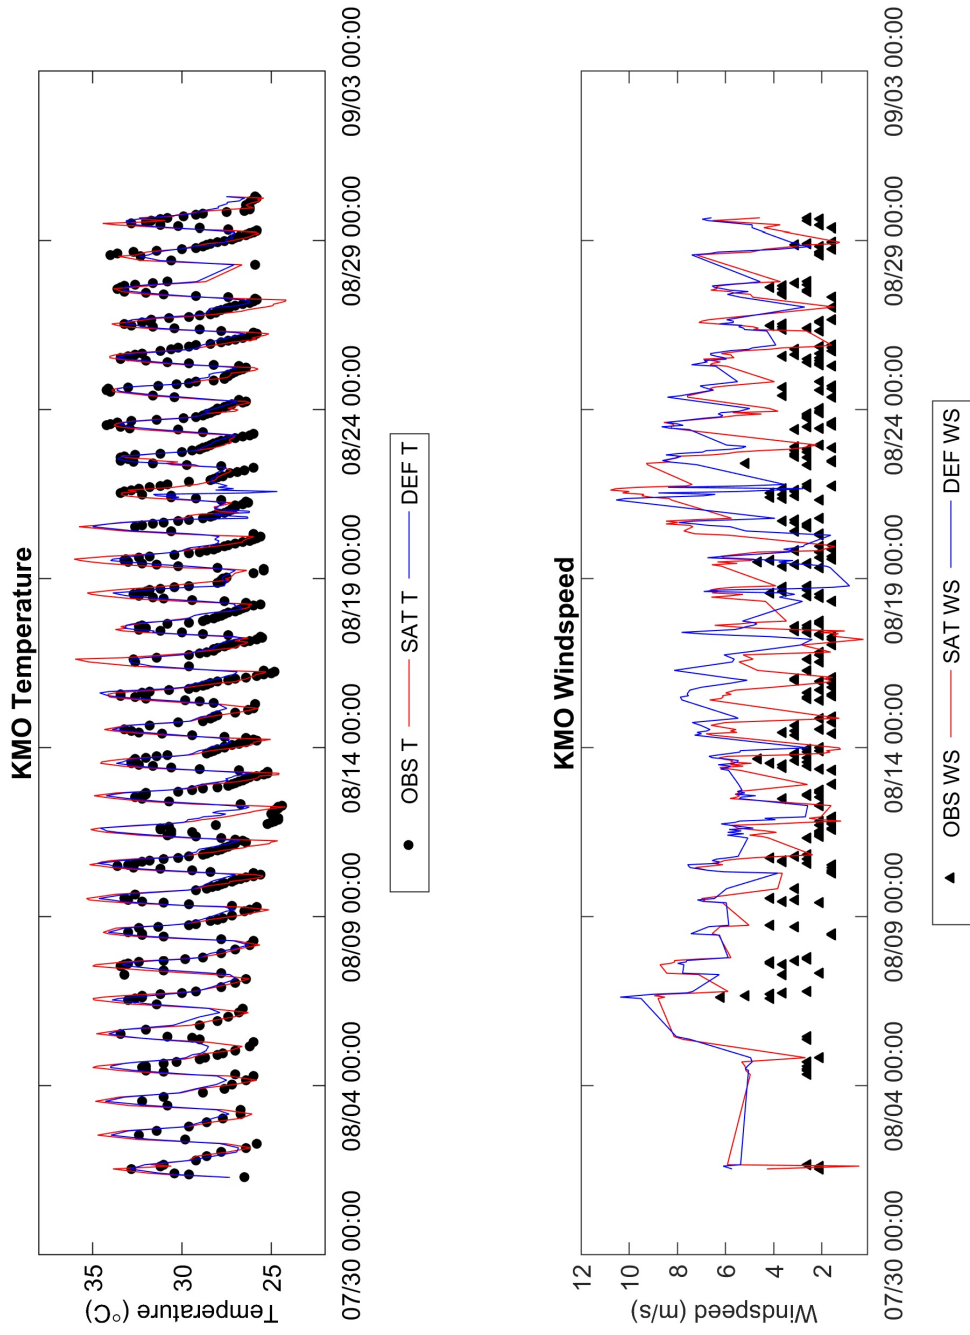 KMO Temperature
Temperature (°C)
35
30
25
07/30 00:00 08/04 00:00 08/09 00:00 08/14 00:00 08/19 00:00 08/24 00:00 08/29 00:00 09/03 00:00
OBS T SAT T DEF T
KMO Windspeed
Windspeed (m/s)
10
8
6
4
2
07/30 00:00 08/04 00:00 08/09 00:00 08/14 00:00 08/19 00:00 08/24 00:00 08/29 00:00 09/03 00:00
OBS WS SAT WS DEF WS